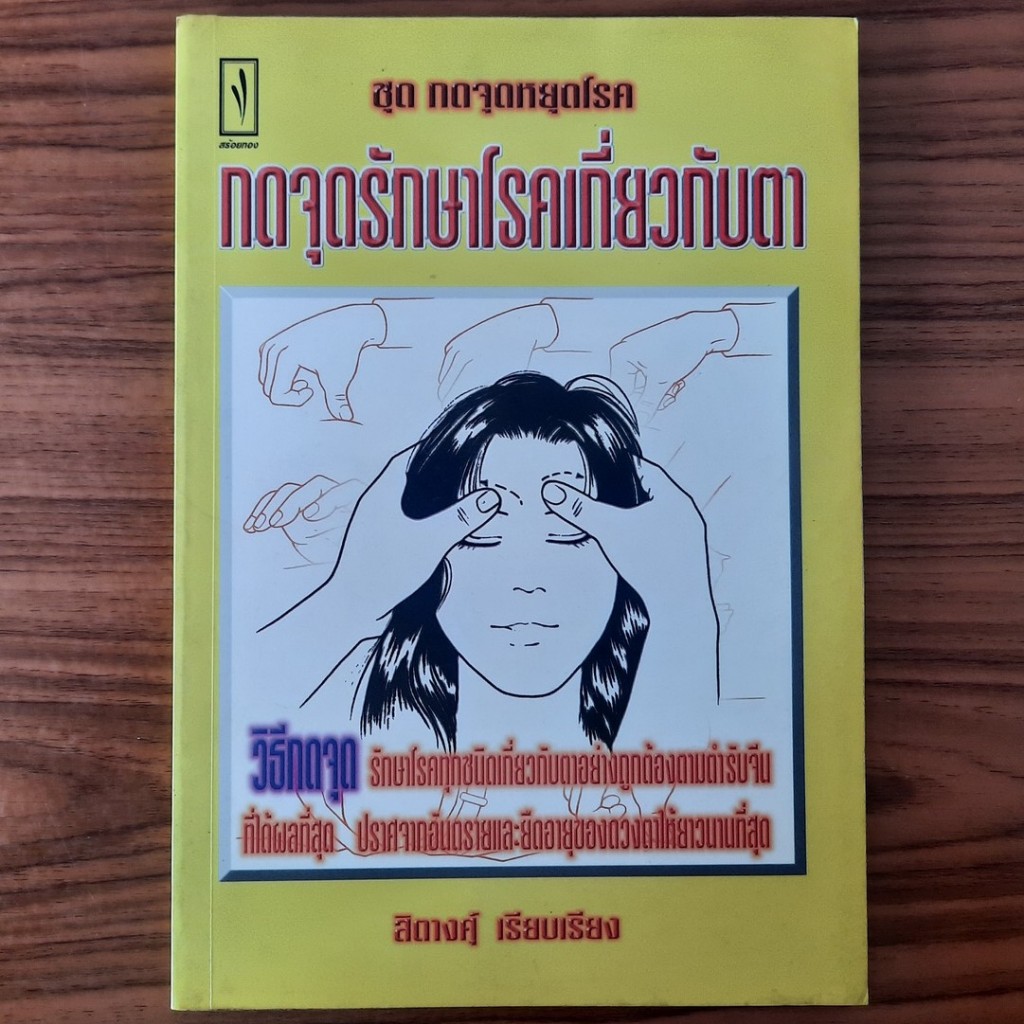 สร้อยทอง
ชุด กดจุดหยุดโรค
กดจุดรักษาโรคเกี่ยวกับตา
วิธีกดจุด รักษาโรคทุกชนิดเกี่ยวกับตาอย่างถูกต้องตามตำรับจีน
ที่ได้ผลที่สุด ปราศจากอันตรายและยืดอายุของดวงตาให้ยาวนานที่สุด
สิตางศุ์ เรียบเรียง